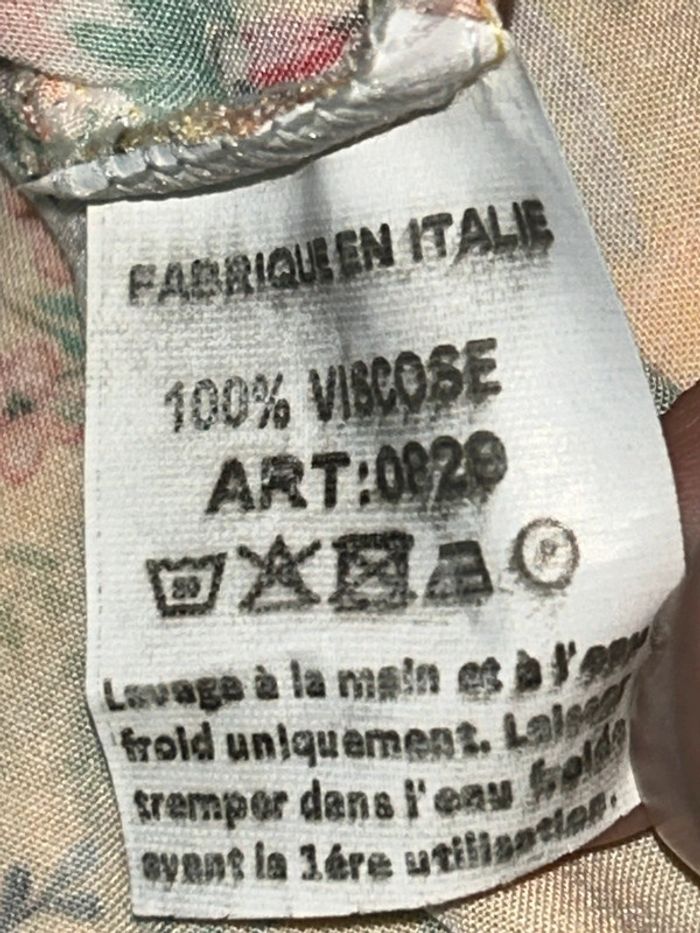 FABRIQUE EN ITALIE
100% VISCOSE
ART:0829
30
P
Lavage à la main et à l'eau
froid uniquement. Laisser
tremper dans l'eau froide
avant la 1ére utilisation.